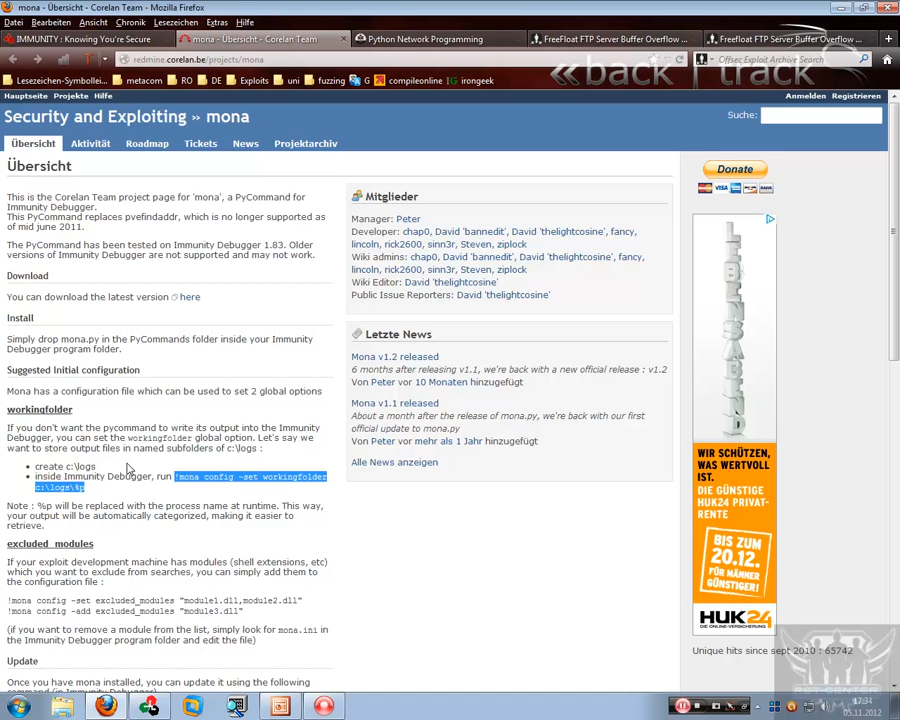 mona - Übersicht - Corelan Team - Mozilla Firefox
Datei Bearbeiten Ansicht Chronik Lesezeichen Extras Hilfe
IMMUNITY : Knowing You're Secure
mona - Übersicht - Corelan Team
Python Network Programming
FreeFloat FTP Server Buffer Overflow ...
FreeFloat FTP Server Buffer Overflow ...
redmine.corelan.be/projects/mona
Offsec Exploit Archive Search
<< back | track
Lesezeichen-Symbollei... metacom RO DE Exploits uni fuzzing G compileonline irongeek
Hauptseite Projekte Hilfe
Anmelden Registrieren
Security and Exploiting » mona
Suche:
Übersicht Aktivität Roadmap Tickets News Projektarchiv
Übersicht
This is the Corelan Team project page for 'mona', a PyCommand for
Immunity Debugger.
This PyCommand replaces pvefindaddr, which is no longer supported as
of mid june 2011.
The PyCommand has been tested on Immunity Debugger 1.83. Older
versions of Immunity Debugger are not supported and may not work.
Download
You can download the latest version here
Install
Simply drop mona.py in the PyCommands folder inside your Immunity
Debugger program folder.
Suggested Initial configuration
Mona has a configuration file which can be used to set 2 global options
workingfolder
If you don't want the pycommand to write its output into the Immunity
Debugger, you can set the workingfolder global option. Let's say we
want to store output files in named subfolders of c:\logs :
create c:\logs
inside Immunity Debugger, run !mona config -set workingfolder
c:\logs\%p
Note : %p will be replaced with the process name at runtime. This way,
your output will be automatically categorized, making it easier to
retrieve.
excluded_modules
If your exploit development machine has modules (shell extensions, etc)
which you want to exclude from searches, you can simply add them to
the configuration file :
!mona config -set excluded_modules "module1.dll,module2.dll"
!mona config -add excluded_modules "module3.dll"
(if you want to remove a module from the list, simply look for mona.ini in
the Immunity Debugger program folder and edit the file)
Update
Once you have mona installed, you can update it using the following
command (in Immunity Debugger)
Mitglieder
Manager: Peter
Developer: chap0, David 'bannedit', David 'thelightcosine', fancy,
lincoln, rick2600, sinn3r, Steven, ziplock
Wiki admins: chap0, David 'bannedit', David 'thelightcosine', fancy,
lincoln, rick2600, sinn3r, Steven, ziplock
Wiki Editor: David 'thelightcosine'
Public Issue Reporters: David 'thelightcosine'
Letzte News
Mona v1.2 released
6 months after releasing v1.1, we're back with a new official release : v1.2
Von Peter vor 10 Monaten hinzugefügt
Mona v1.1 released
About a month after the release of mona.py, we're back with our first
official update to mona.py
Von Peter vor mehr als 1 Jahr hinzugefügt
Alle News anzeigen
Donate
VISA
WIR SCHÜTZEN,
WAS WERTVOLL
IST.
DIE GÜNSTIGE
HUK24 PRIVAT-
RENTE
BIS ZUM
20.12.
FÜR MÄNNER
GÜNSTIGER!
HUK24
DIE ONLINE-VERSICHERUNG
Unique hits since sept 2010 : 65742
RST-CENTER
17:34
05.11.2012